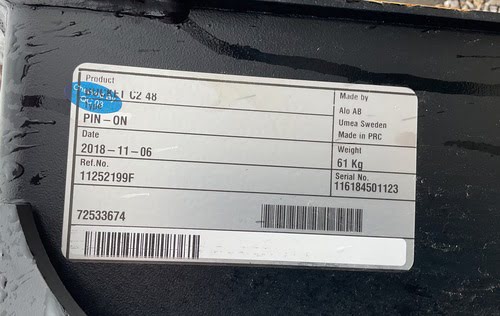 Product
C2 48
PIN-ON
Date
2018-11-06
Ref.No.
11252199F
72533674
Made by
Alo AB
Umea Sweden
Made in PRC
Weight
61 Kg
Serial No.
116184501123